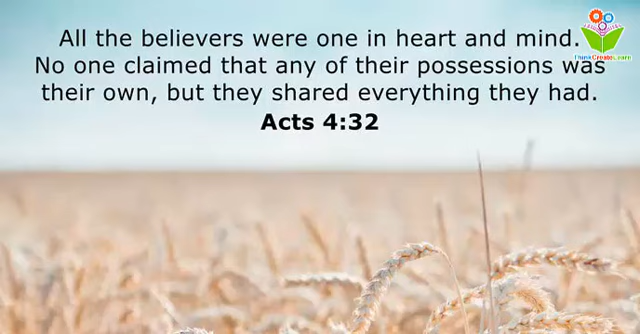 All the believers were one in heart and mind.
No one claimed that any of their possessions was
their own, but they shared everything they had.
Acts 4:32
ThinkCreateLearn